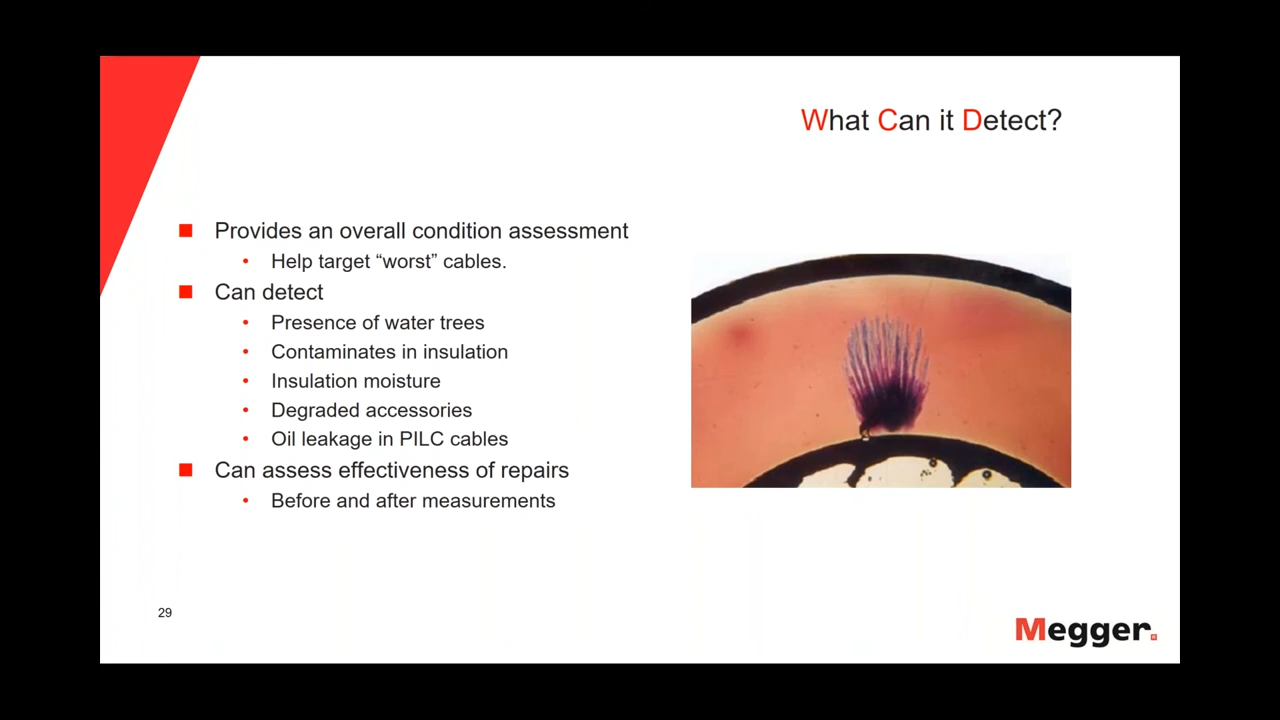 What Can it Detect?
Provides an overall condition assessment
Help target “worst” cables.
Can detect
Presence of water trees
Contaminates in insulation
Insulation moisture
Degraded accessories
Oil leakage in PILC cables
Can assess effectiveness of repairs
Before and after measurements
29
Megger.